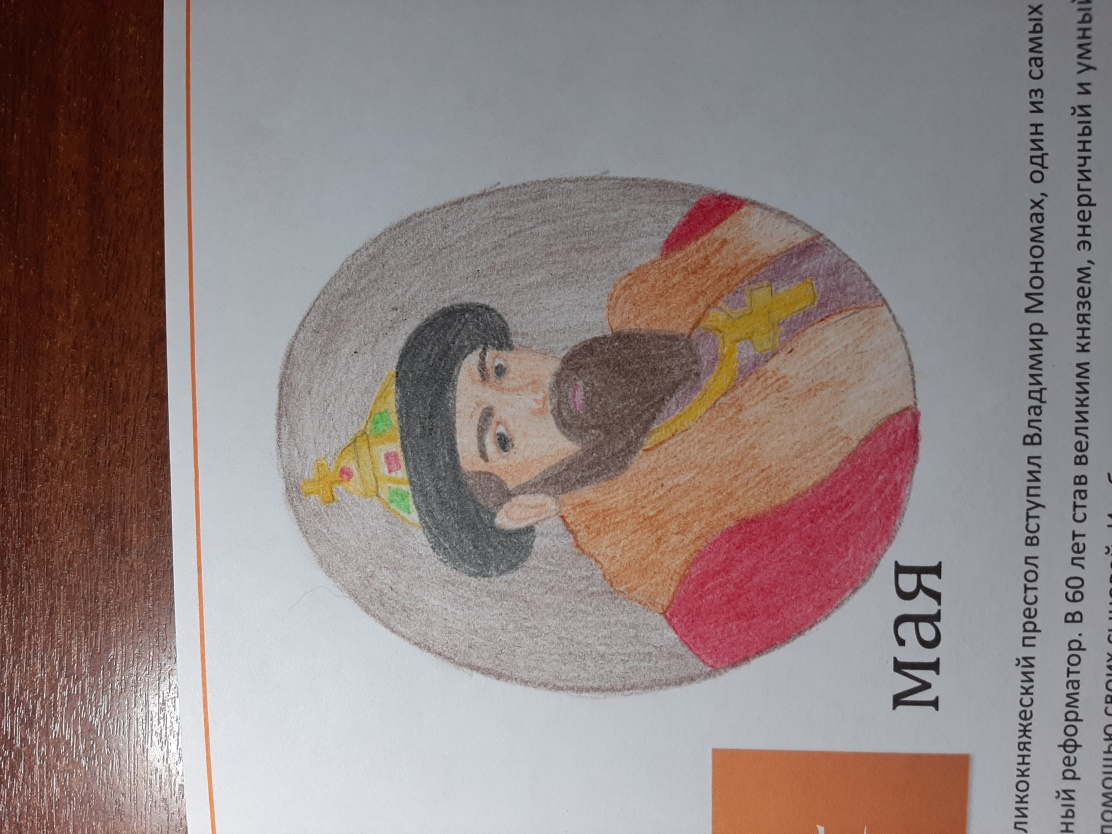 мая
ликокняжеский престол вступил Владимир Мономах, один из самых
ный реформатор. В 60 лет став великим князем, энергичный и умный
помощью своих сыновей